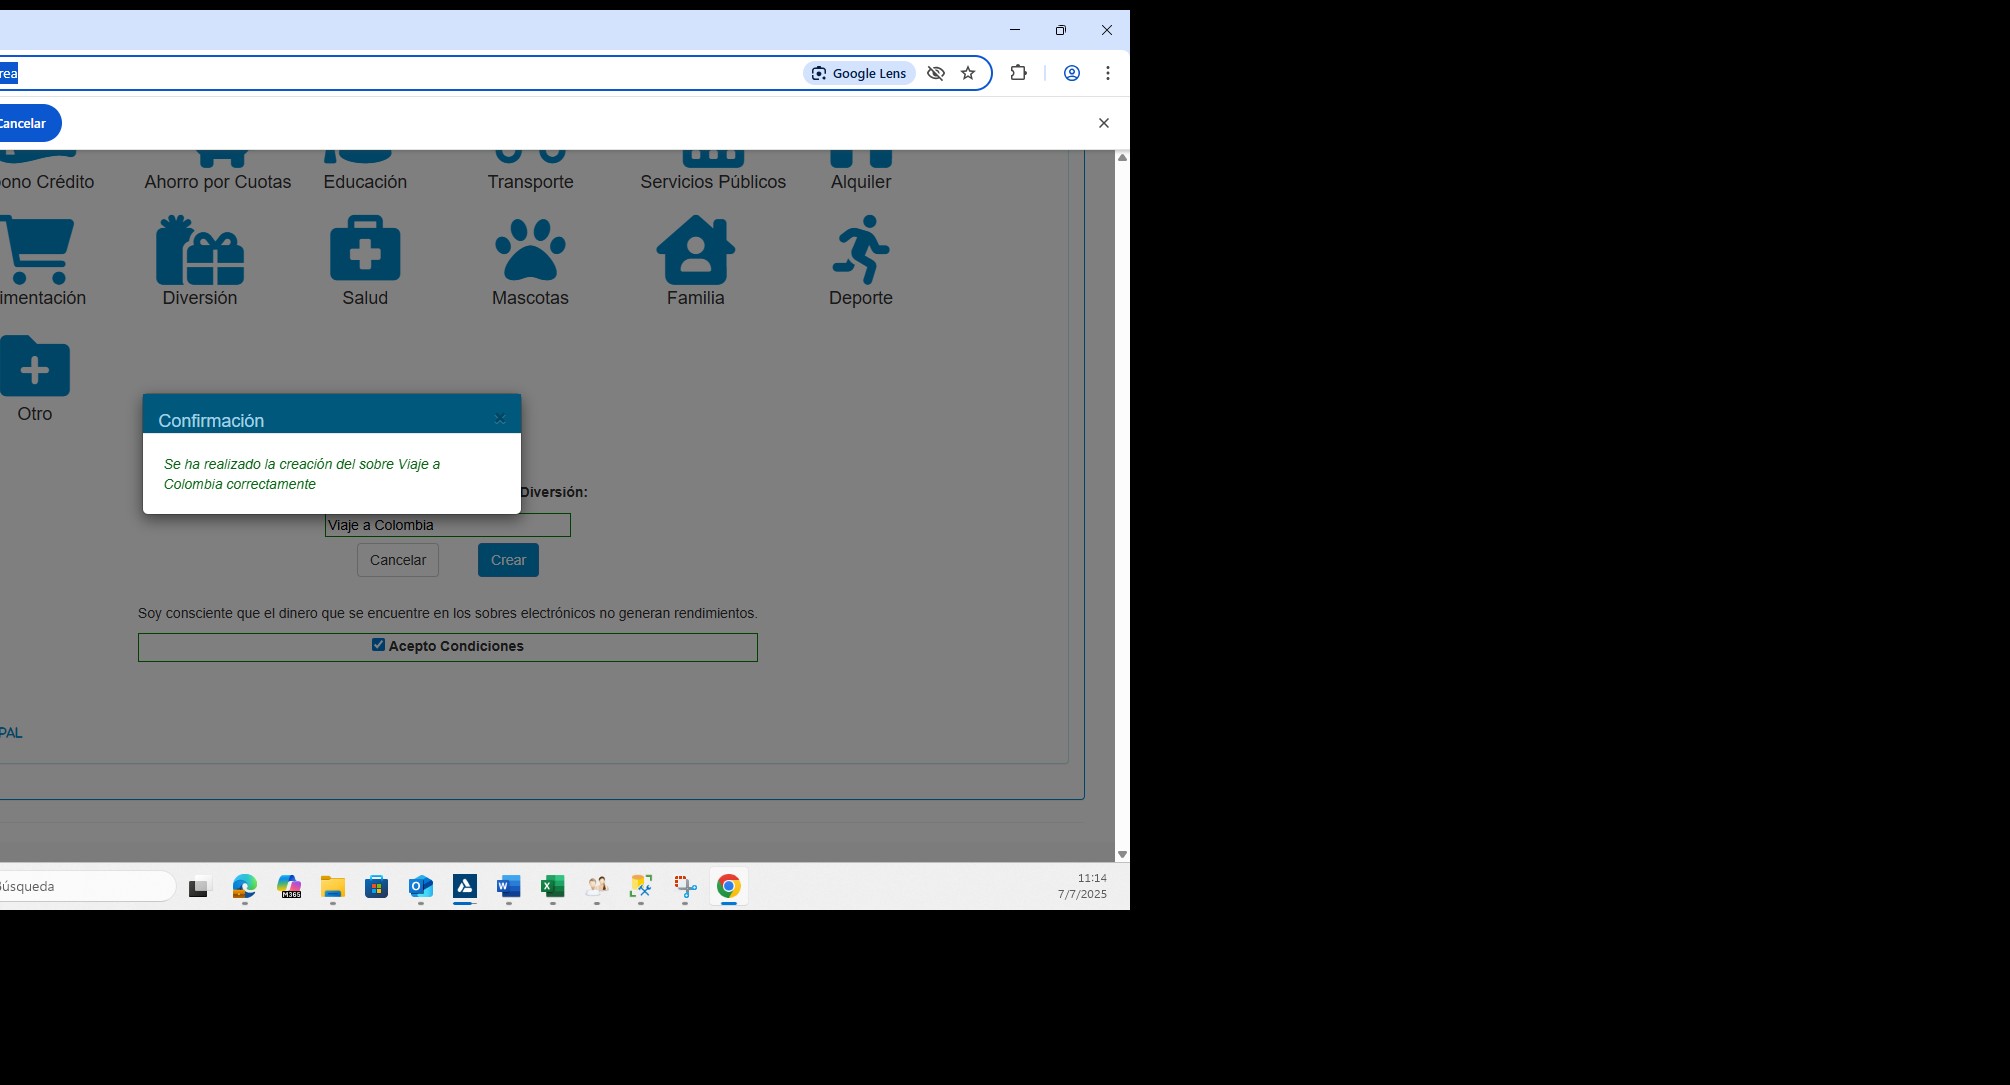 rea
Google Lens
Cancelar
ono Crédito
Ahorro por Cuotas
Educación
Transporte
Servicios Públicos
Alquiler
imentación
Diversión
Salud
Mascotas
Familia
Deporte
Otro
Confirmación
Se ha realizado la creación del sobre Viaje a
Colombia correctamente
Diversión:
Viaje a Colombia
Cancelar
Crear
Soy consciente que el dinero que se encuentre en los sobres electrónicos no generan rendimientos.
Acepto Condiciones
PAL
Búsqueda
M365
11:14
7/7/2025